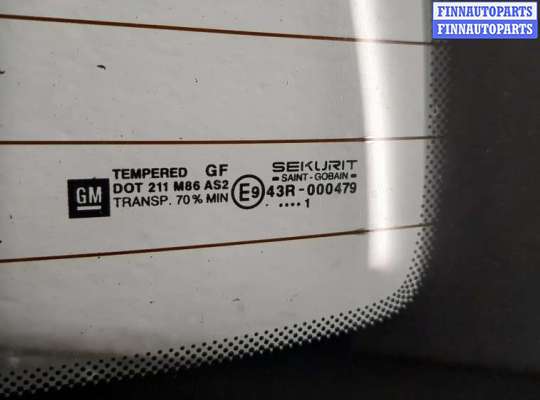 FINNAUTOPARTS
FINNAUTOPARTS
TEMPERED GF
DOT 211 M86 AS2
TRANSP. 70% MIN
GM
E9
SEKURIT
SAINT-GOBAIN
43R-000479
.... 1